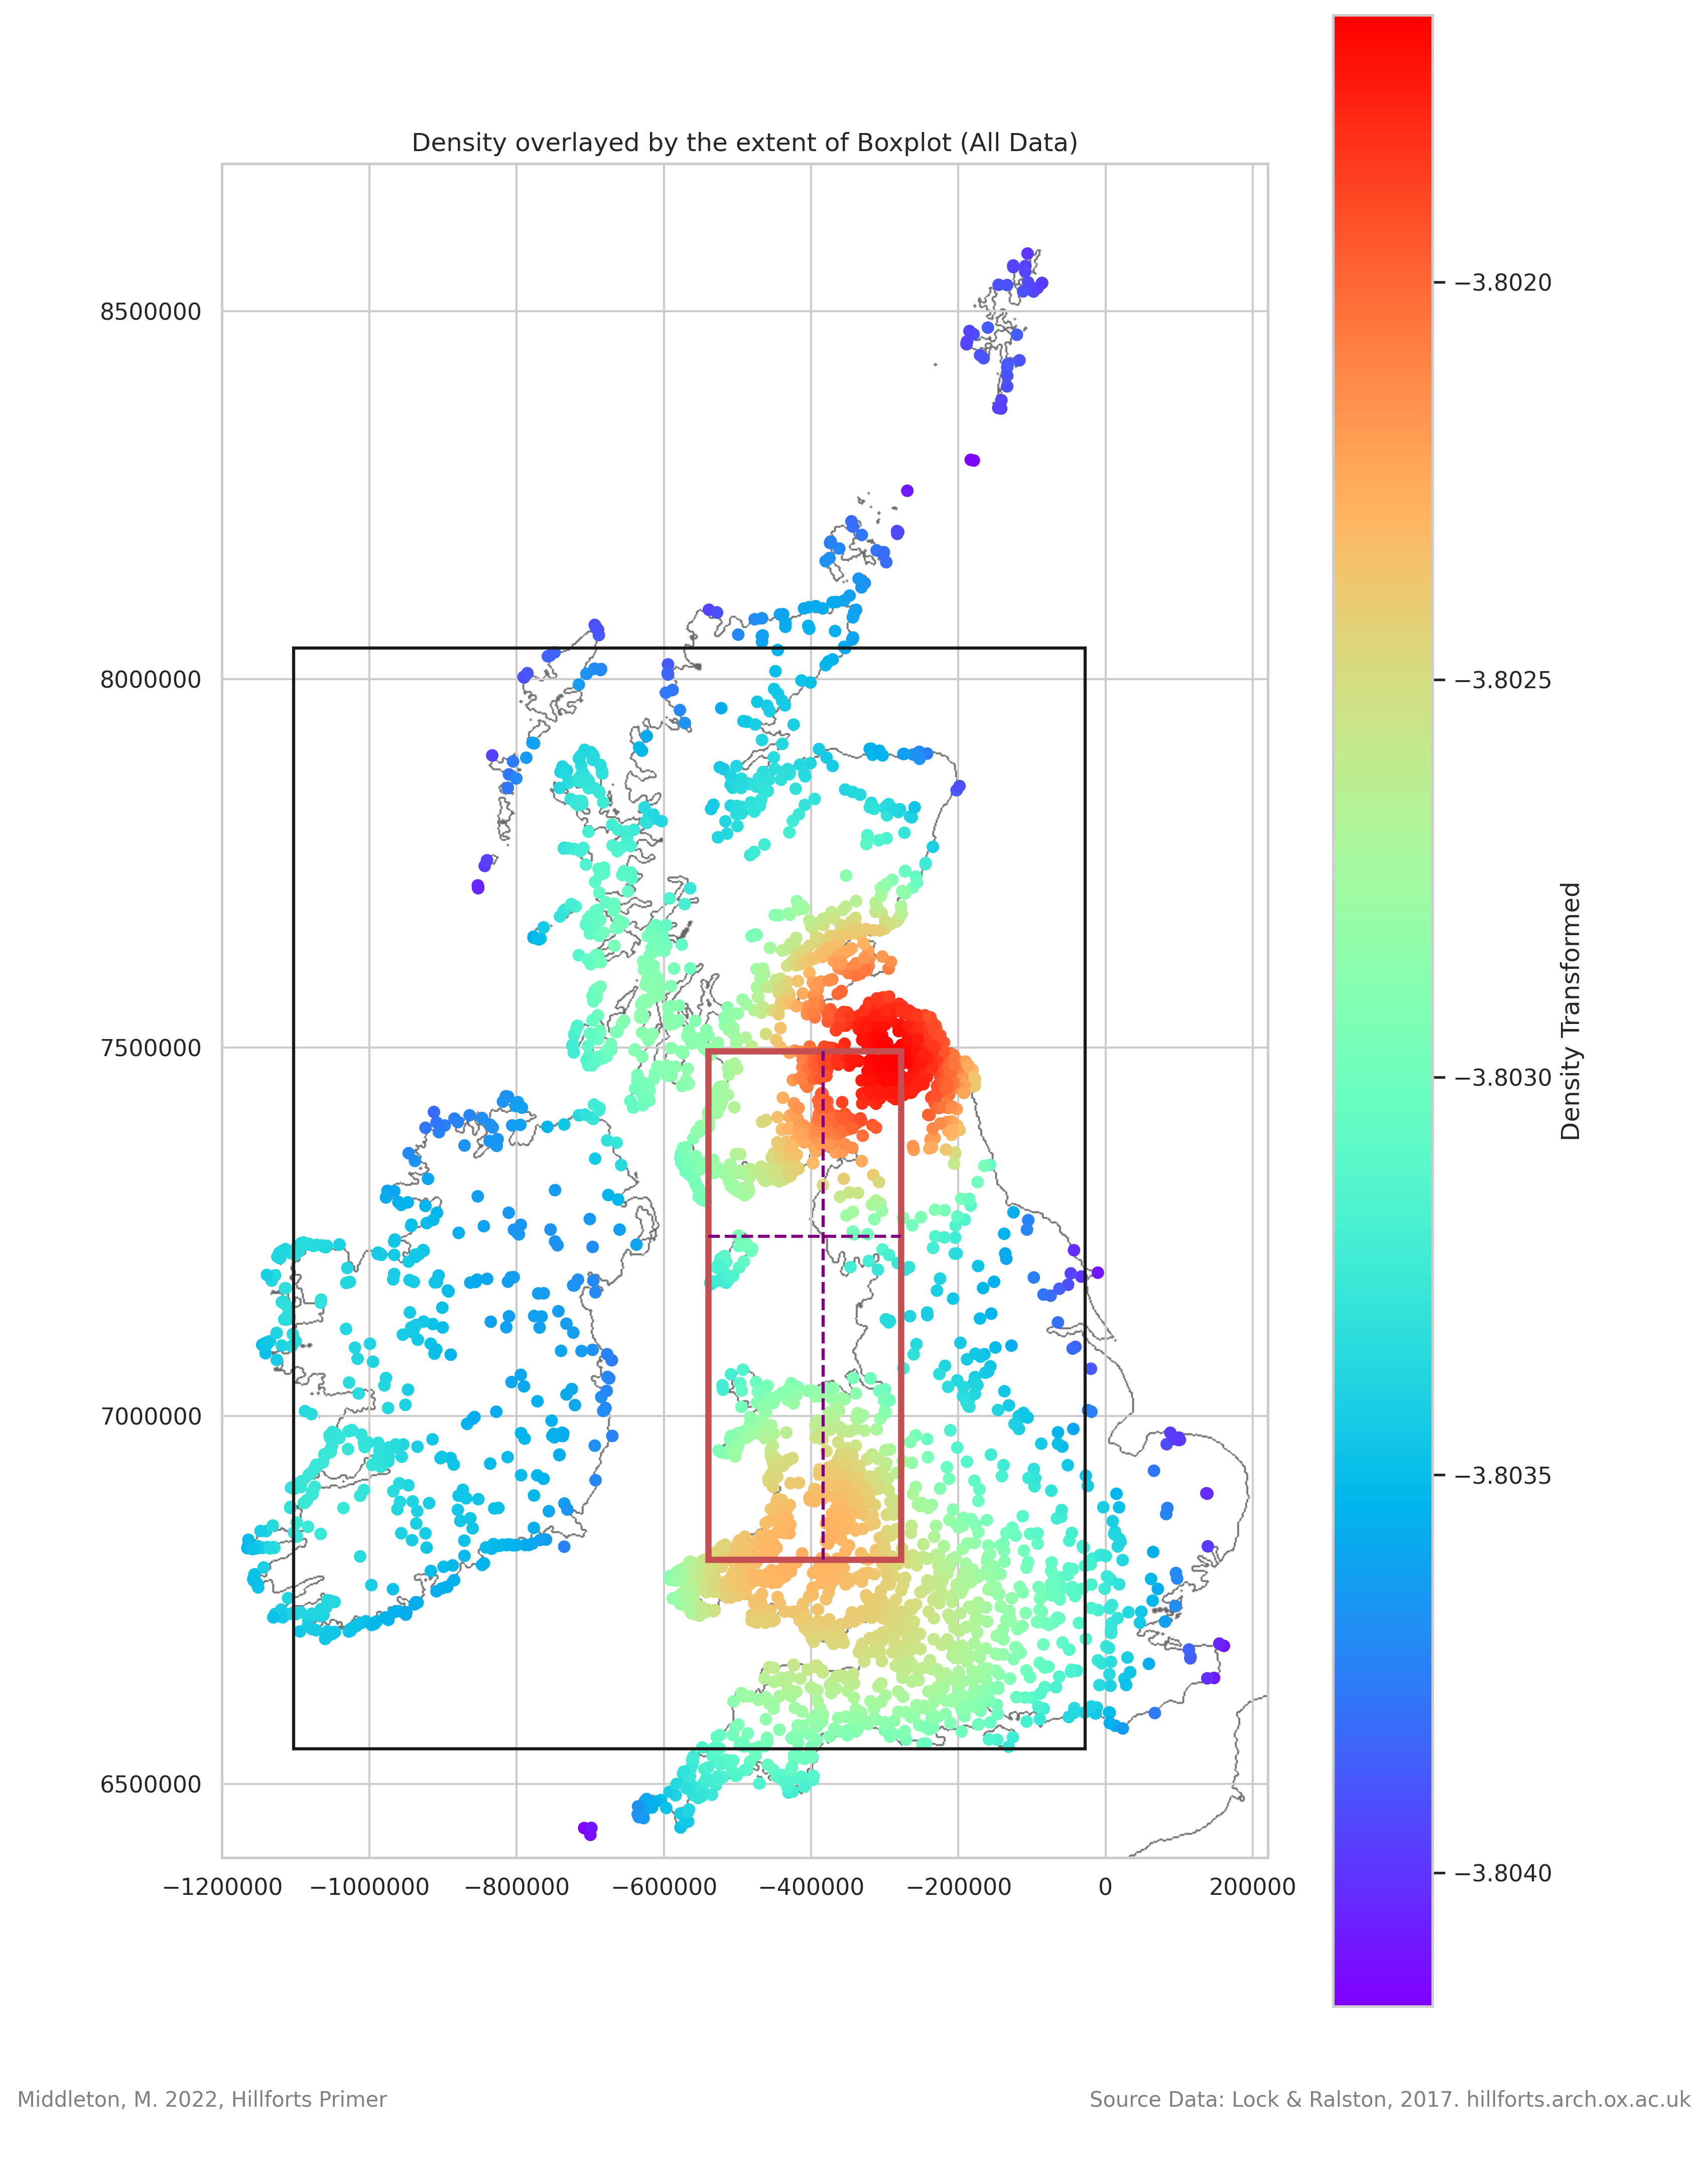 Density overlayed by the extent of Boxplot (All Data)
8500000
8000000
7500000
7000000
6500000
−1200000 −1000000 −800000 −600000 −400000 −200000 0 200000
−3.8020
−3.8025
−3.8030
−3.8035
−3.8040
Density Transformed
Middleton, M. 2022, Hillforts Primer
Source Data: Lock & Ralston, 2017. hillforts.arch.ox.ac.uk